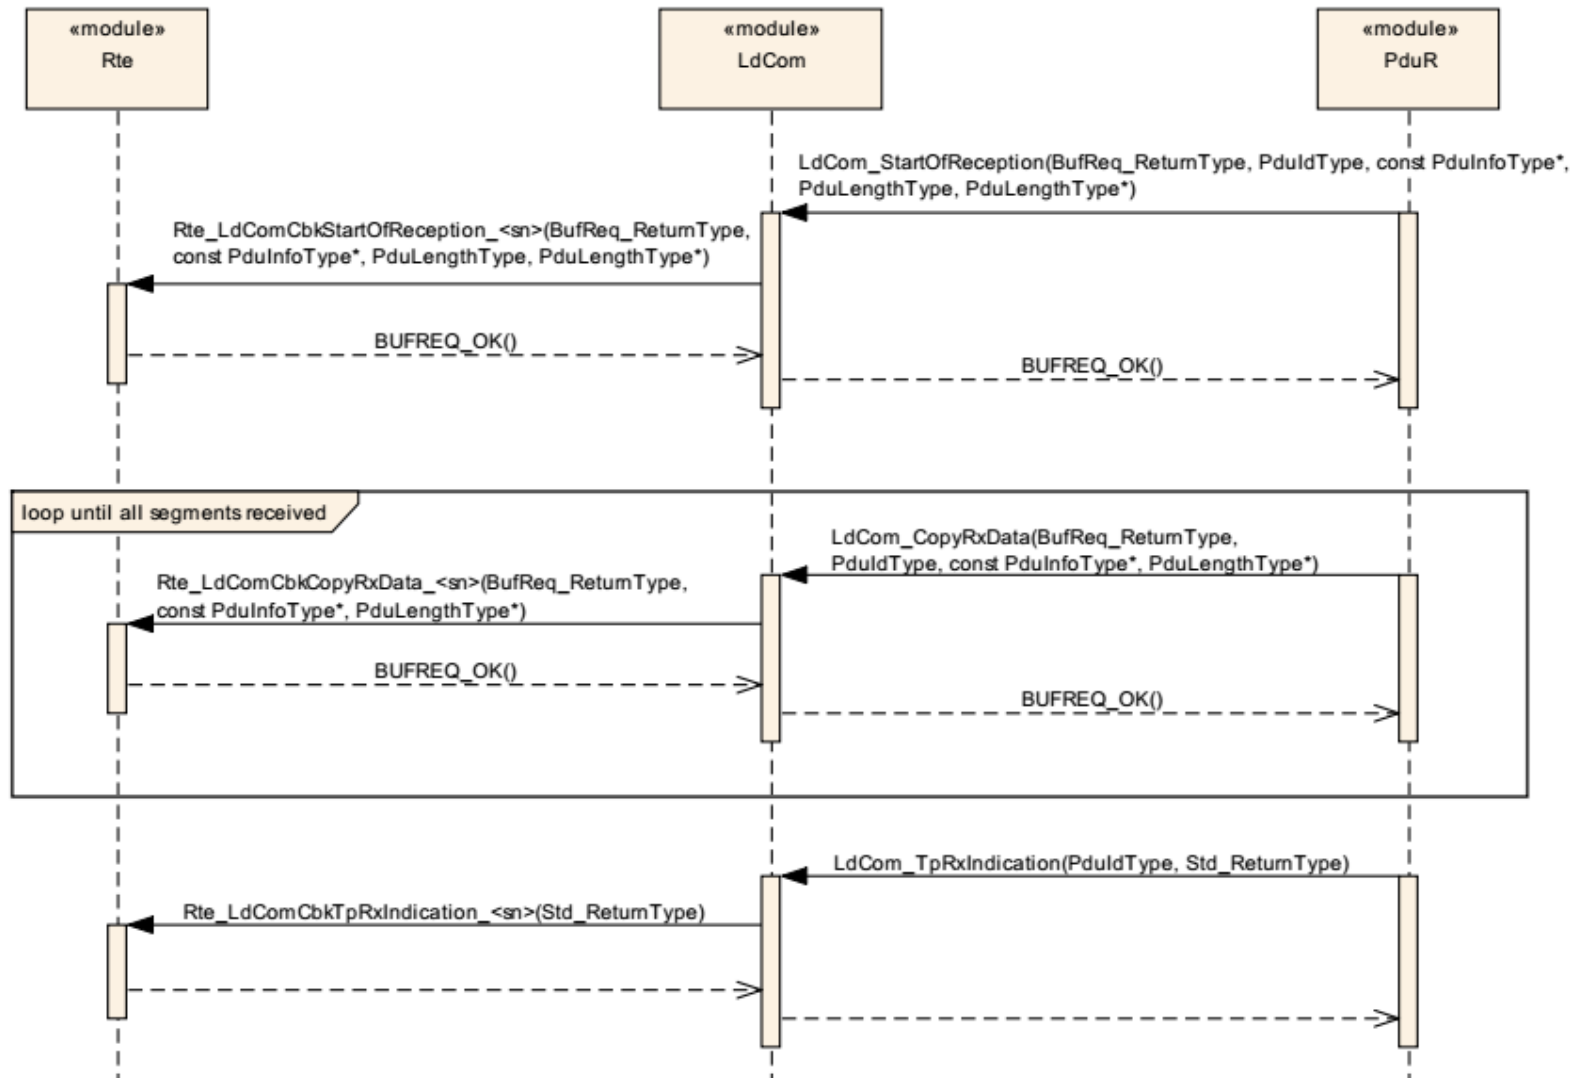 «module»
Rte
«module»
LdCom
«module»
PduR
LdCom_StartOfReception(BufReq_ReturnType, PduIdType, const PduInfoType*,
PduLengthType, PduLengthType*)
Rte_LdComCbkStartOfReception_<sn>(BufReq_ReturnType,
const PduInfoType*, PduLengthType, PduLengthType*)
BUFREQ_OK()
BUFREQ_OK()
loop until all segments received
LdCom_CopyRxData(BufReq_ReturnType,
PduIdType, const PduInfoType*, PduLengthType*)
Rte_LdComCbkCopyRxData_<sn>(BufReq_ReturnType,
const PduInfoType*, PduLengthType*)
BUFREQ_OK()
BUFREQ_OK()
LdCom_TpRxIndication(PduIdType, Std_ReturnType)
Rte_LdComCbkTpRxIndication_<sn>(Std_ReturnType)